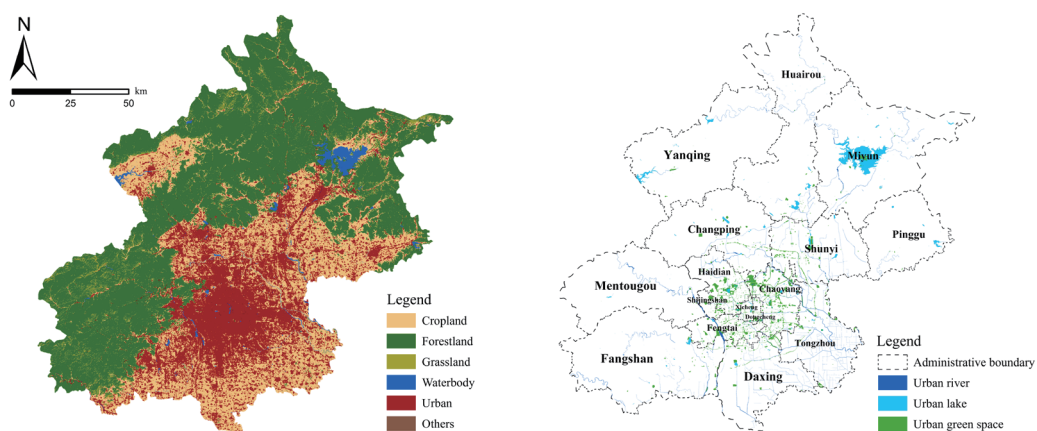 N
0 25 50 km
Legend
Cropland
Forestland
Grassland
Waterbody
Urban
Others
Huairou
Yanqing
Miyun
Changping
Shunyi
Pinggu
Haidian
Mentougou
Chaoyang
Shijingshan
Xicheng
Dongcheng
Fengtai
Tongzhou
Fangshan
Daxing
Legend
Administrative boundary
Urban river
Urban lake
Urban green space